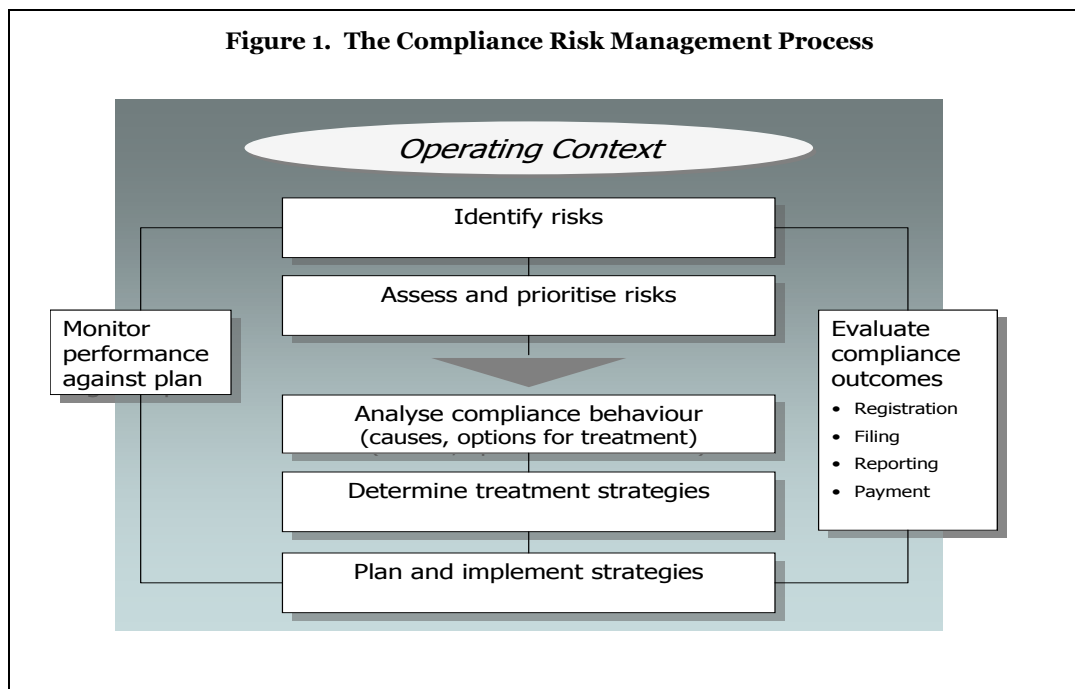 Figure 1. The Compliance Risk Management Process
Operating Context
Identify risks
Assess and prioritise risks
Monitor
performance
against plan
Evaluate
compliance
outcomes
• Registration
• Filing
• Reporting
• Payment
Analyse compliance behaviour
(causes, options for treatment)
Determine treatment strategies
Plan and implement strategies